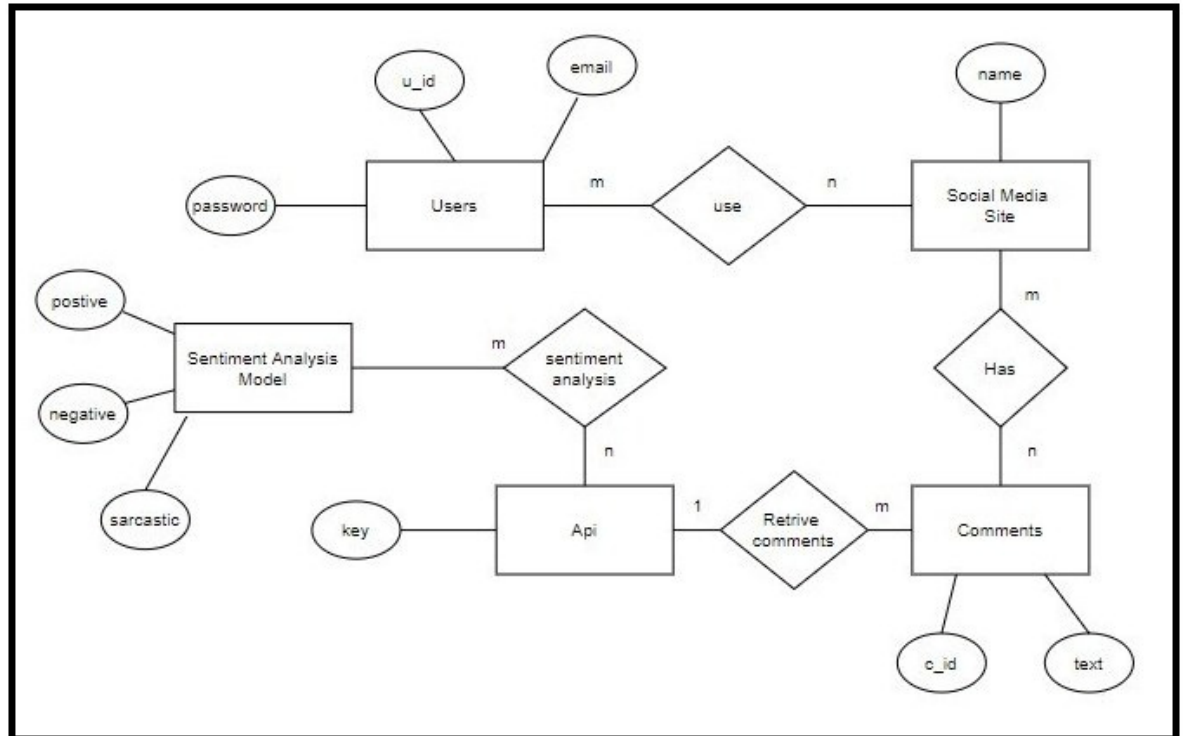 email
name
u_id
m
n
password
Users
use
Social Media
Site
postive
m
m
Sentiment Analysis
Model
sentiment
analysis
Has
negative
n
n
sarcastic
key
Api
1
Retrive
comments
m
Comments
c_id
text